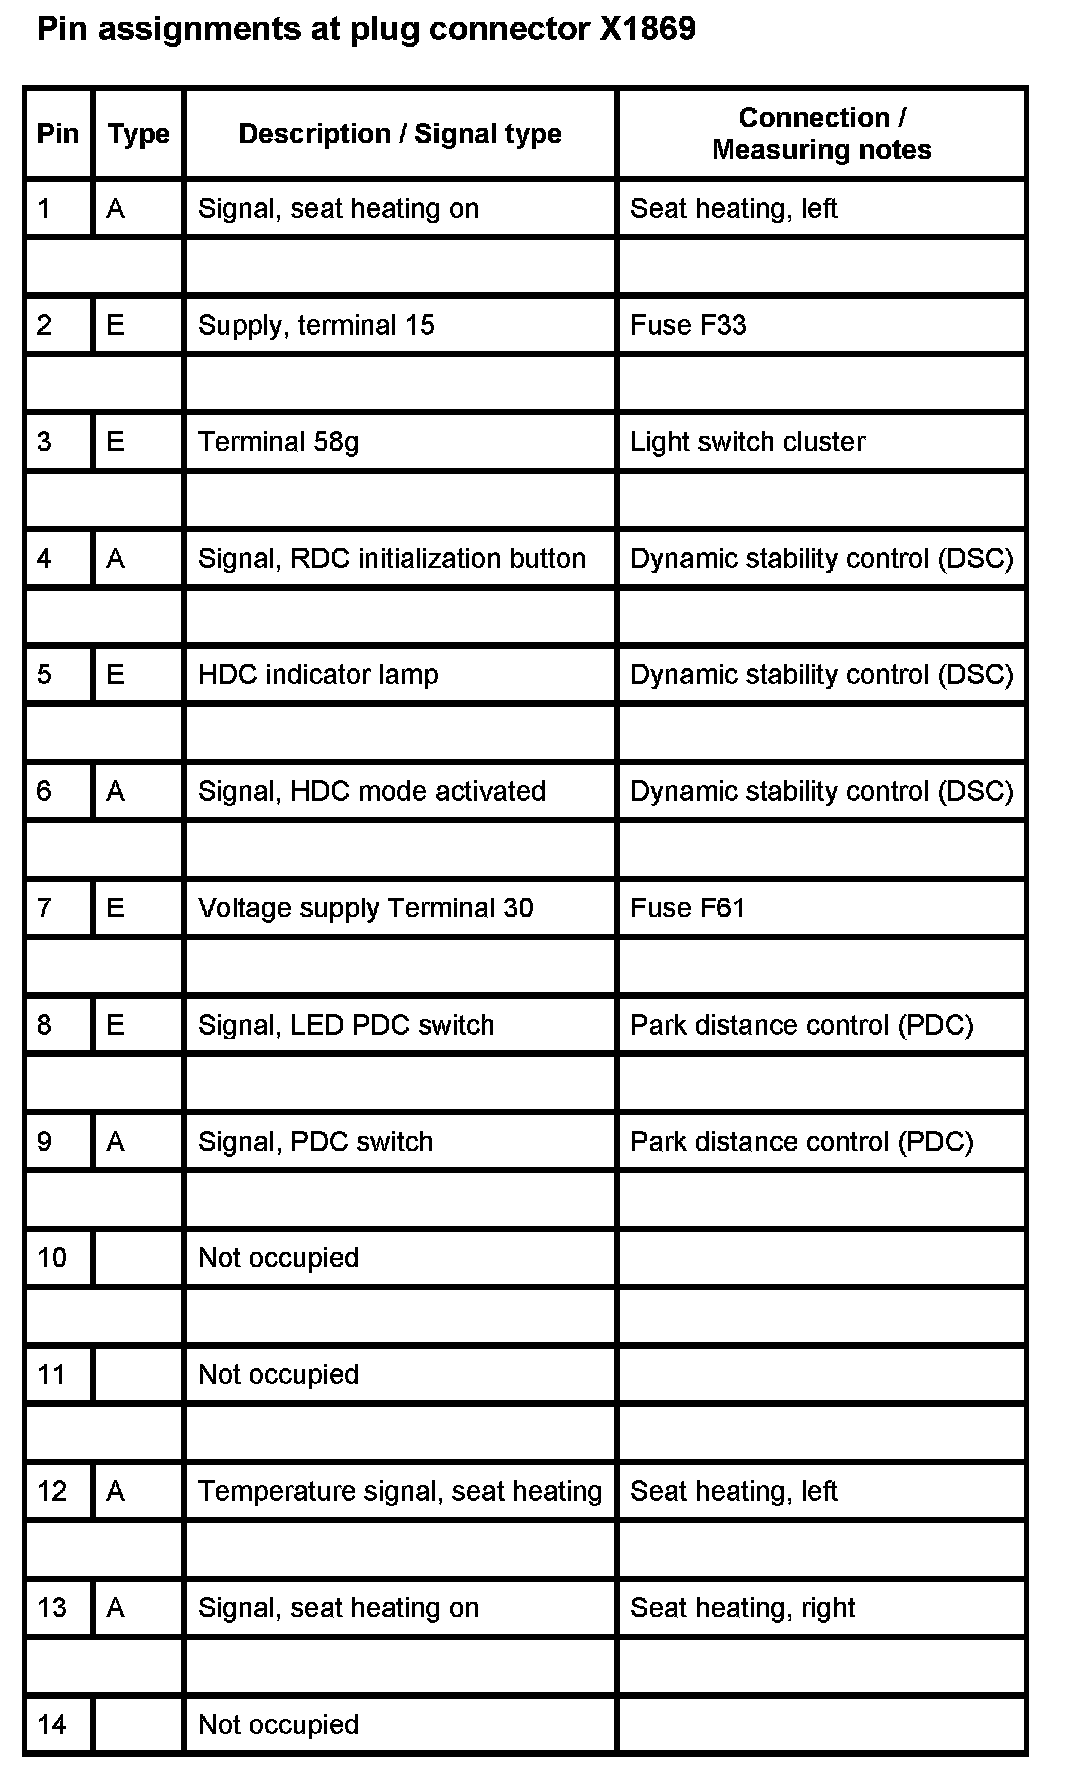 Pin assignments at plug connector X1869
Pin Type Description / Signal type Connection / Measuring notes
1 A Signal, seat heating on Seat heating, left
2 E Supply, terminal 15 Fuse F33
3 E Terminal 58g Light switch cluster
4 A Signal, RDC initialization button Dynamic stability control (DSC)
5 E HDC indicator lamp Dynamic stability control (DSC)
6 A Signal, HDC mode activated Dynamic stability control (DSC)
7 E Voltage supply Terminal 30 Fuse F61
8 E Signal, LED PDC switch Park distance control (PDC)
9 A Signal, PDC switch Park distance control (PDC)
10 Not occupied
11 Not occupied
12 A Temperature signal, seat heating Seat heating, left
13 A Signal, seat heating on Seat heating, right
14 Not occupied